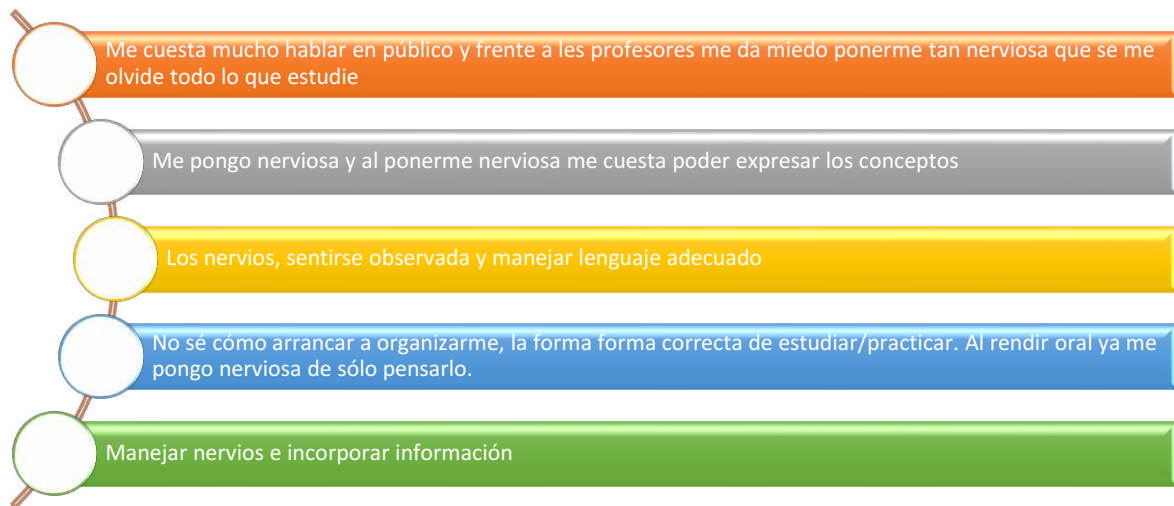 Me cuesta mucho hablar en público y frente a les profesores me da miedo ponerme tan nerviosa que se me
olvide todo lo que estudie
Me pongo nerviosa y al ponerme nerviosa me cuesta poder expresar los conceptos
Los nervios, sentirse observada y manejar lenguaje adecuado
No sé cómo arrancar a organizarme, la forma forma correcta de estudiar/practicar. Al rendir oral ya me
pongo nerviosa de sólo pensarlo.
Manejar nervios e incorporar información